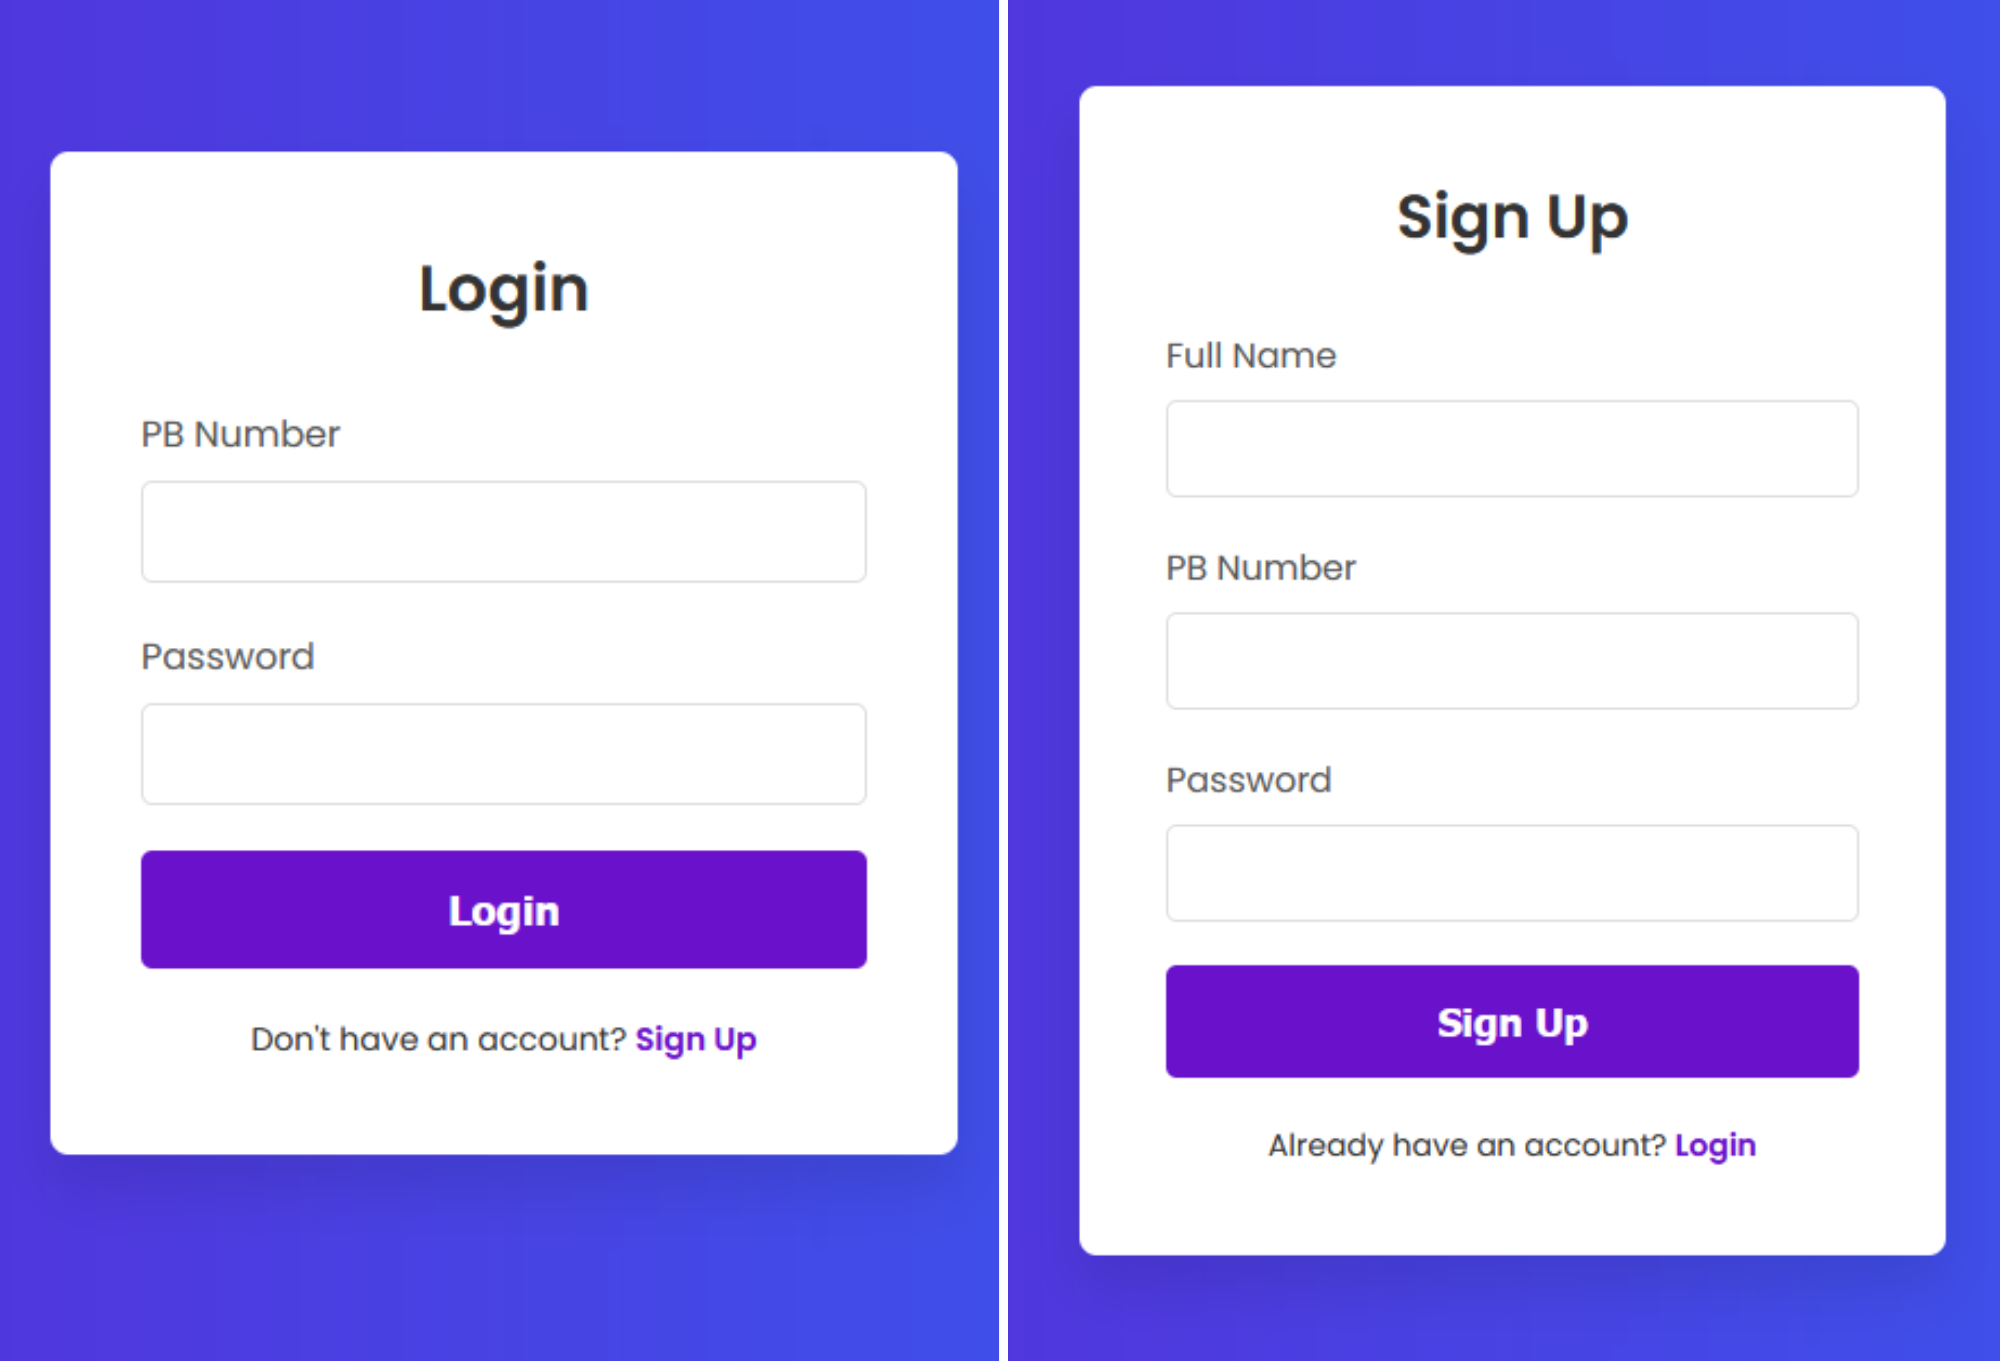 Login
PB Number
Password
Login
Don't have an account? Sign Up
Sign Up
Full Name
PB Number
Password
Sign Up
Already have an account? Login